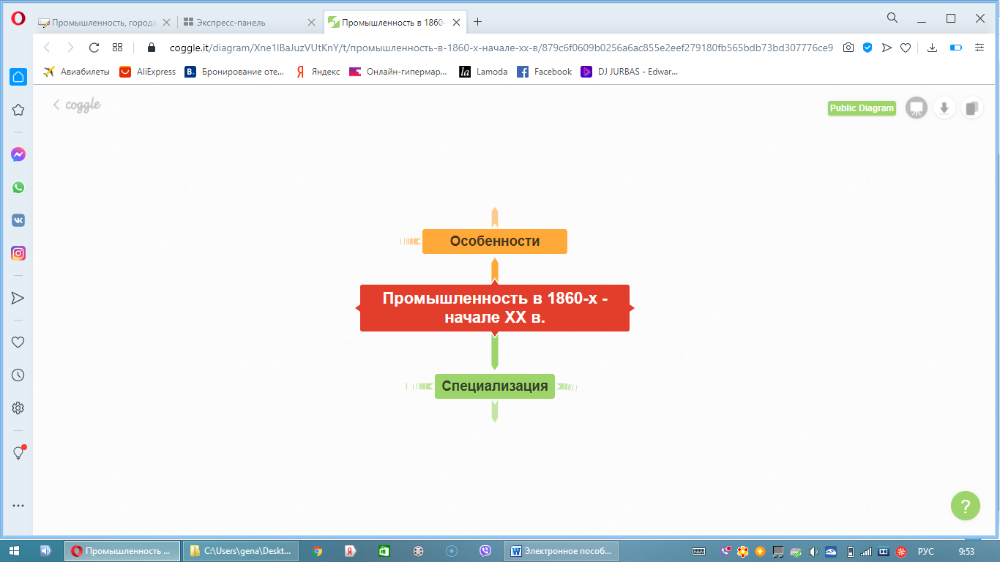 Промышленность, города
Экспресс-панель
Промышленность в 1860-
coggle.it/diagram/Xne1IBaJuzVUtKnY/t/промышленность-в-1860-х-начале-хх-в/879c6f0609b0256a6ac855e2eef279180fb565bdb73bd307776ce9
Авиабилеты
AliExpress
B. Бронирование оте...
Я Яндекс
Онлайн-гипермар...
la Lamoda
Facebook
DJ JURBAS - Edwar...
coggle
Public Diagram
Особенности
Промышленность в 1860-х -
начале XX в.
Специализация
?
Промышленность ...
C:\Users\gena\Deskt...
Электронное пособ...
РУС
9:53